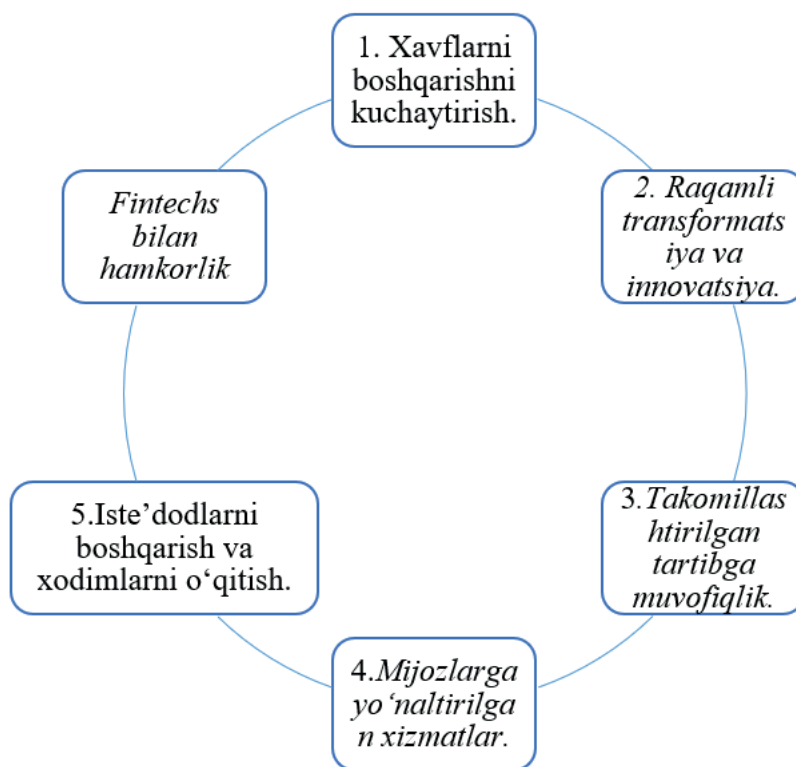 1. Xavflarni
boshqarishni
kuchaytirish.
2. Raqamli
transformats
iya va
innovatsiya.
3.Takomillas
htirilgan
tartibga
muvofiqlik.
4.Mijozlarga
yo‘naltirilga
n xizmatlar.
5.Iste’dodlarni
boshqarish va
xodimlarni o‘qitish.
Fintechs
bilan
hamkorlik